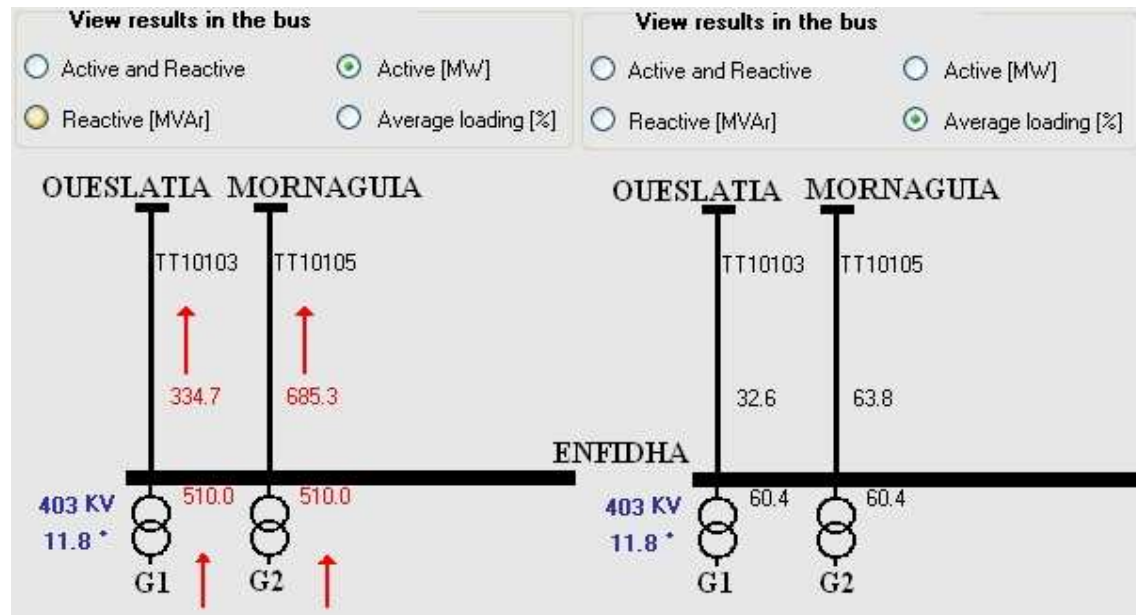 View results in the bus
Active and Reactive
Active [MW]
Reactive [MVAr]
Average loading [%]
OUESLATIA MORNAGUIA
TT10103
TT10105
334.7
685.3
510.0
510.0
403 KV
11.8 °
G1
G2
View results in the bus
Active and Reactive
Active [MW]
Reactive [MVAr]
Average loading [%]
OUESLATIA MORNAGUIA
TT10103
TT10105
32.6
63.8
ENFIDHA
60.4
60.4
403 KV
11.8 °
G1
G2